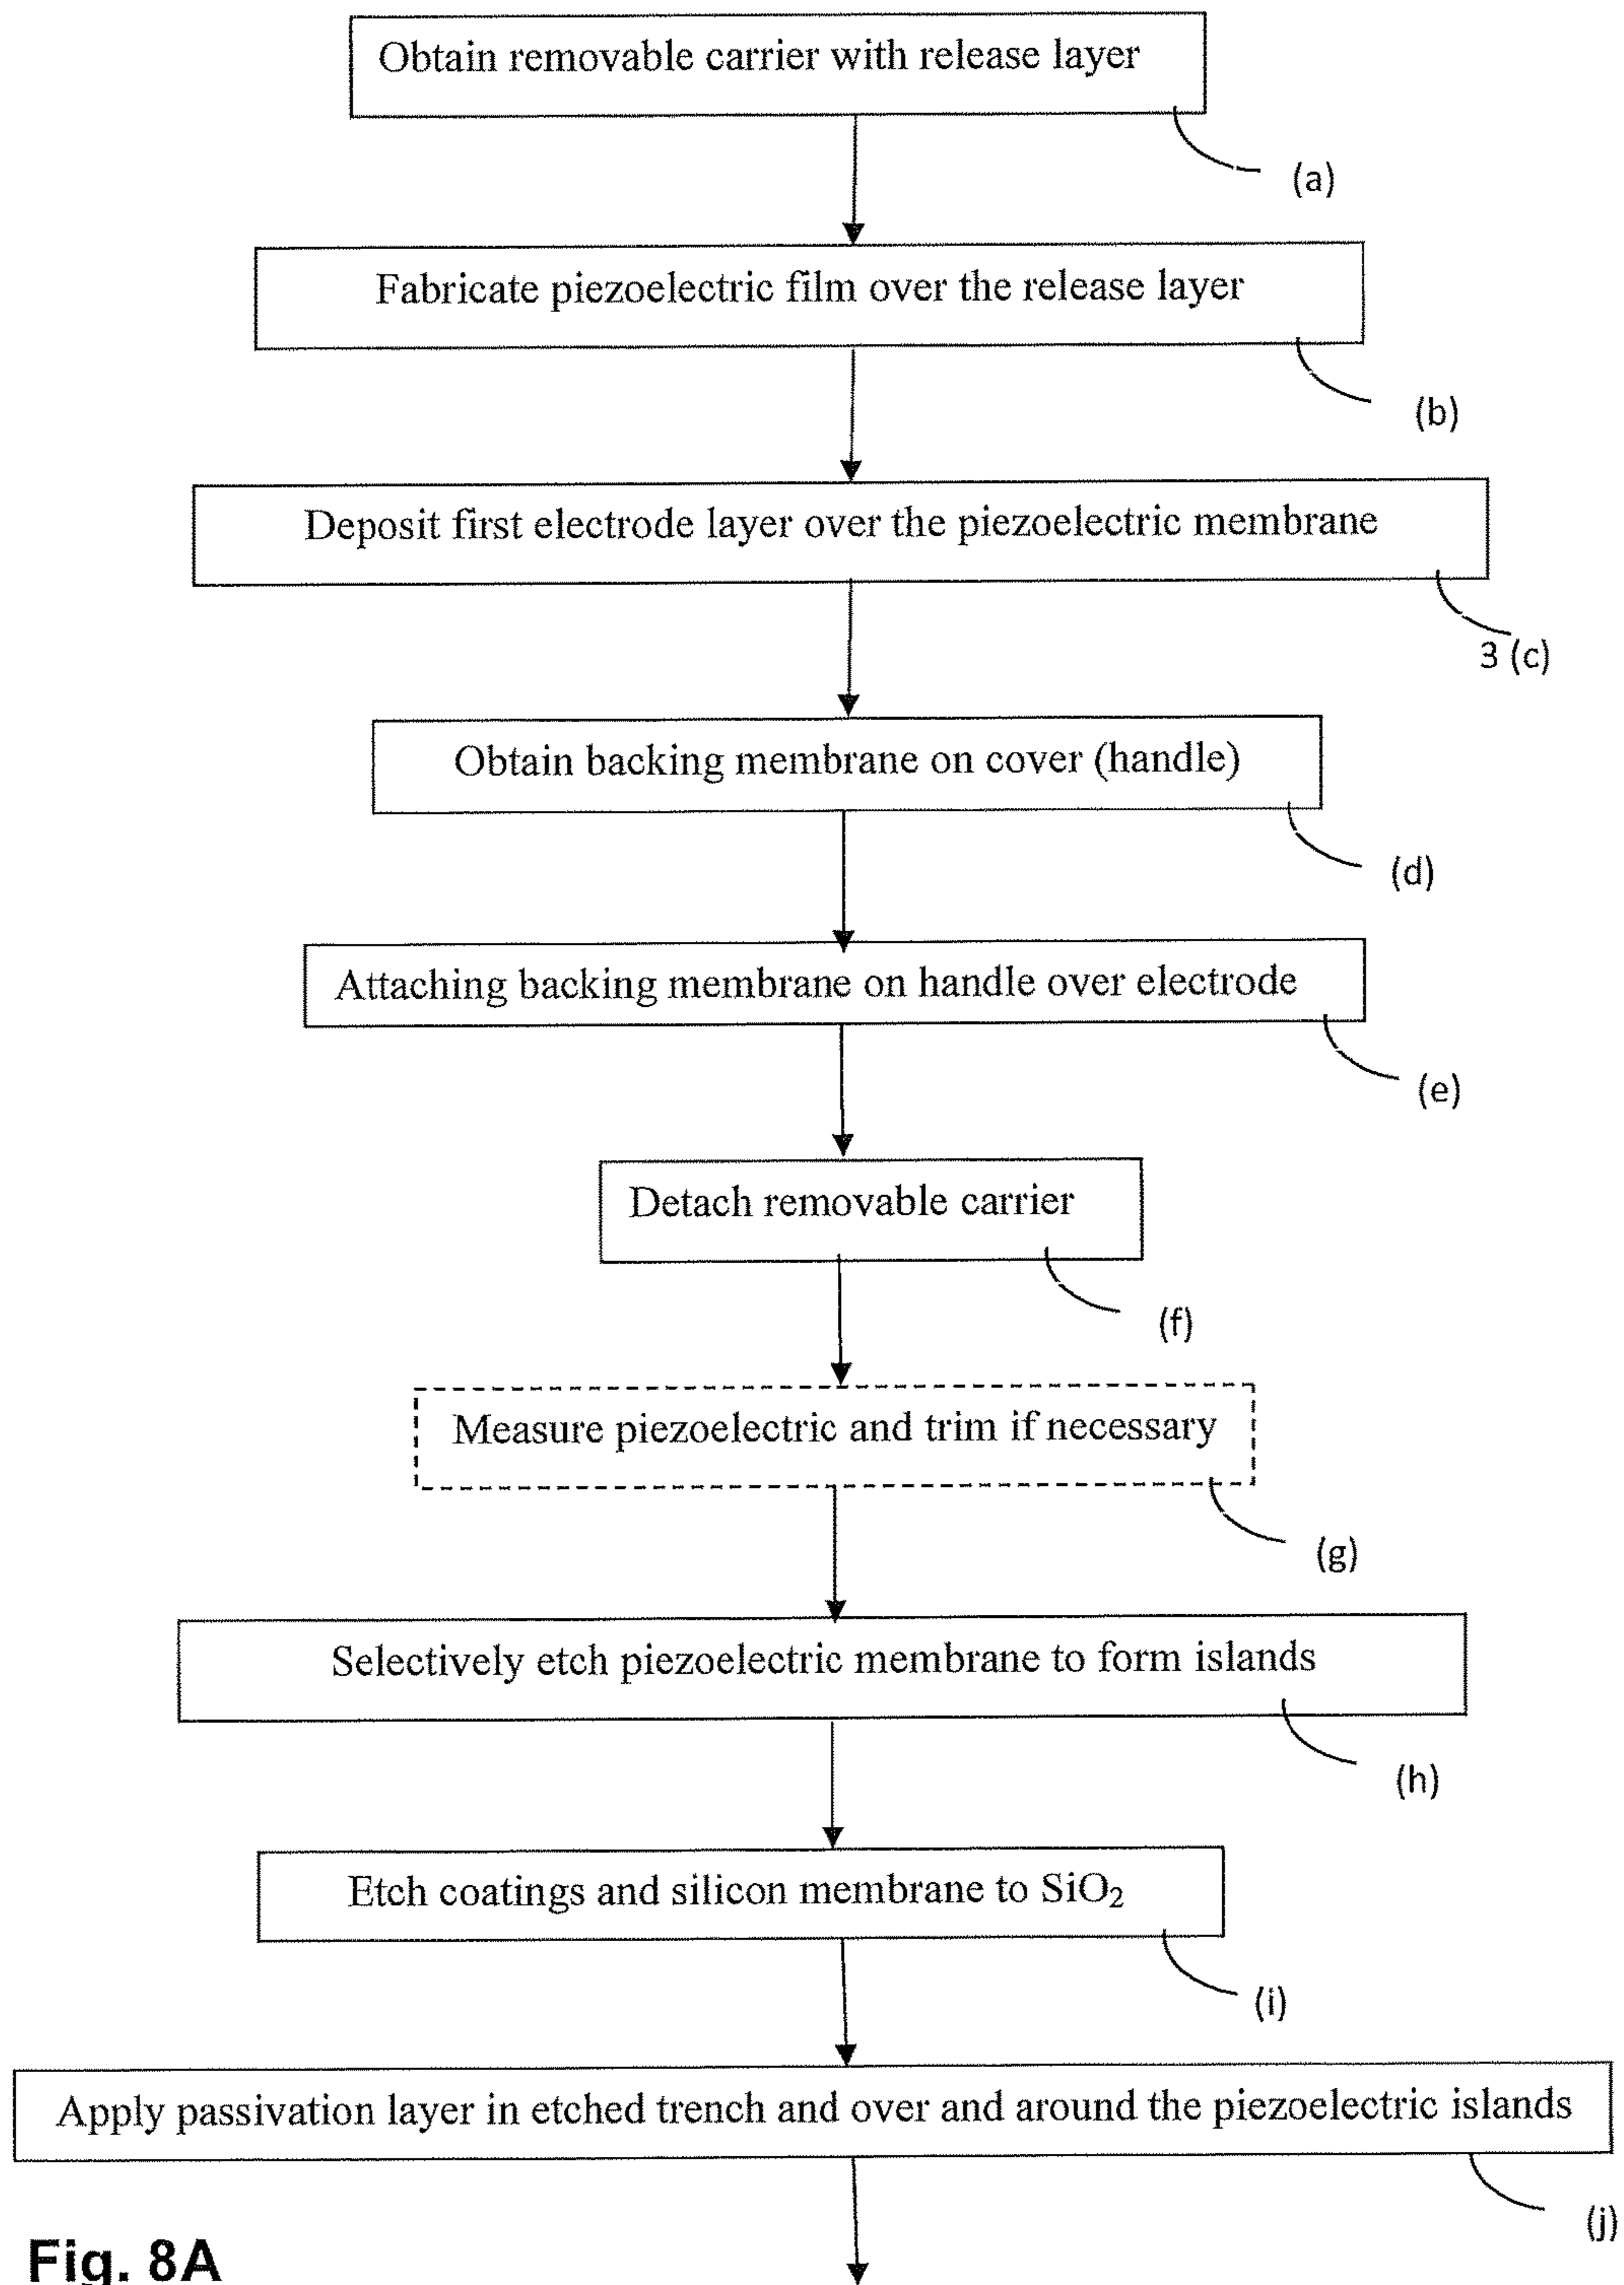 Obtain removable carrier with release layer
(a)
Fabricate piezoelectric film over the release layer
(b)
Deposit first electrode layer over the piezoelectric membrane
3 (c)
Obtain backing membrane on cover (handle)
(d)
Attaching backing membrane on handle over electrode
(e)
Detach removable carrier
(f)
Measure piezoelectric and trim if necessary
(g)
Selectively etch piezoelectric membrane to form islands
(h)
Etch coatings and silicon membrane to SiO₂
(i)
Apply passivation layer in etched trench and over and around the piezoelectric islands
(j)
Fig. 8A